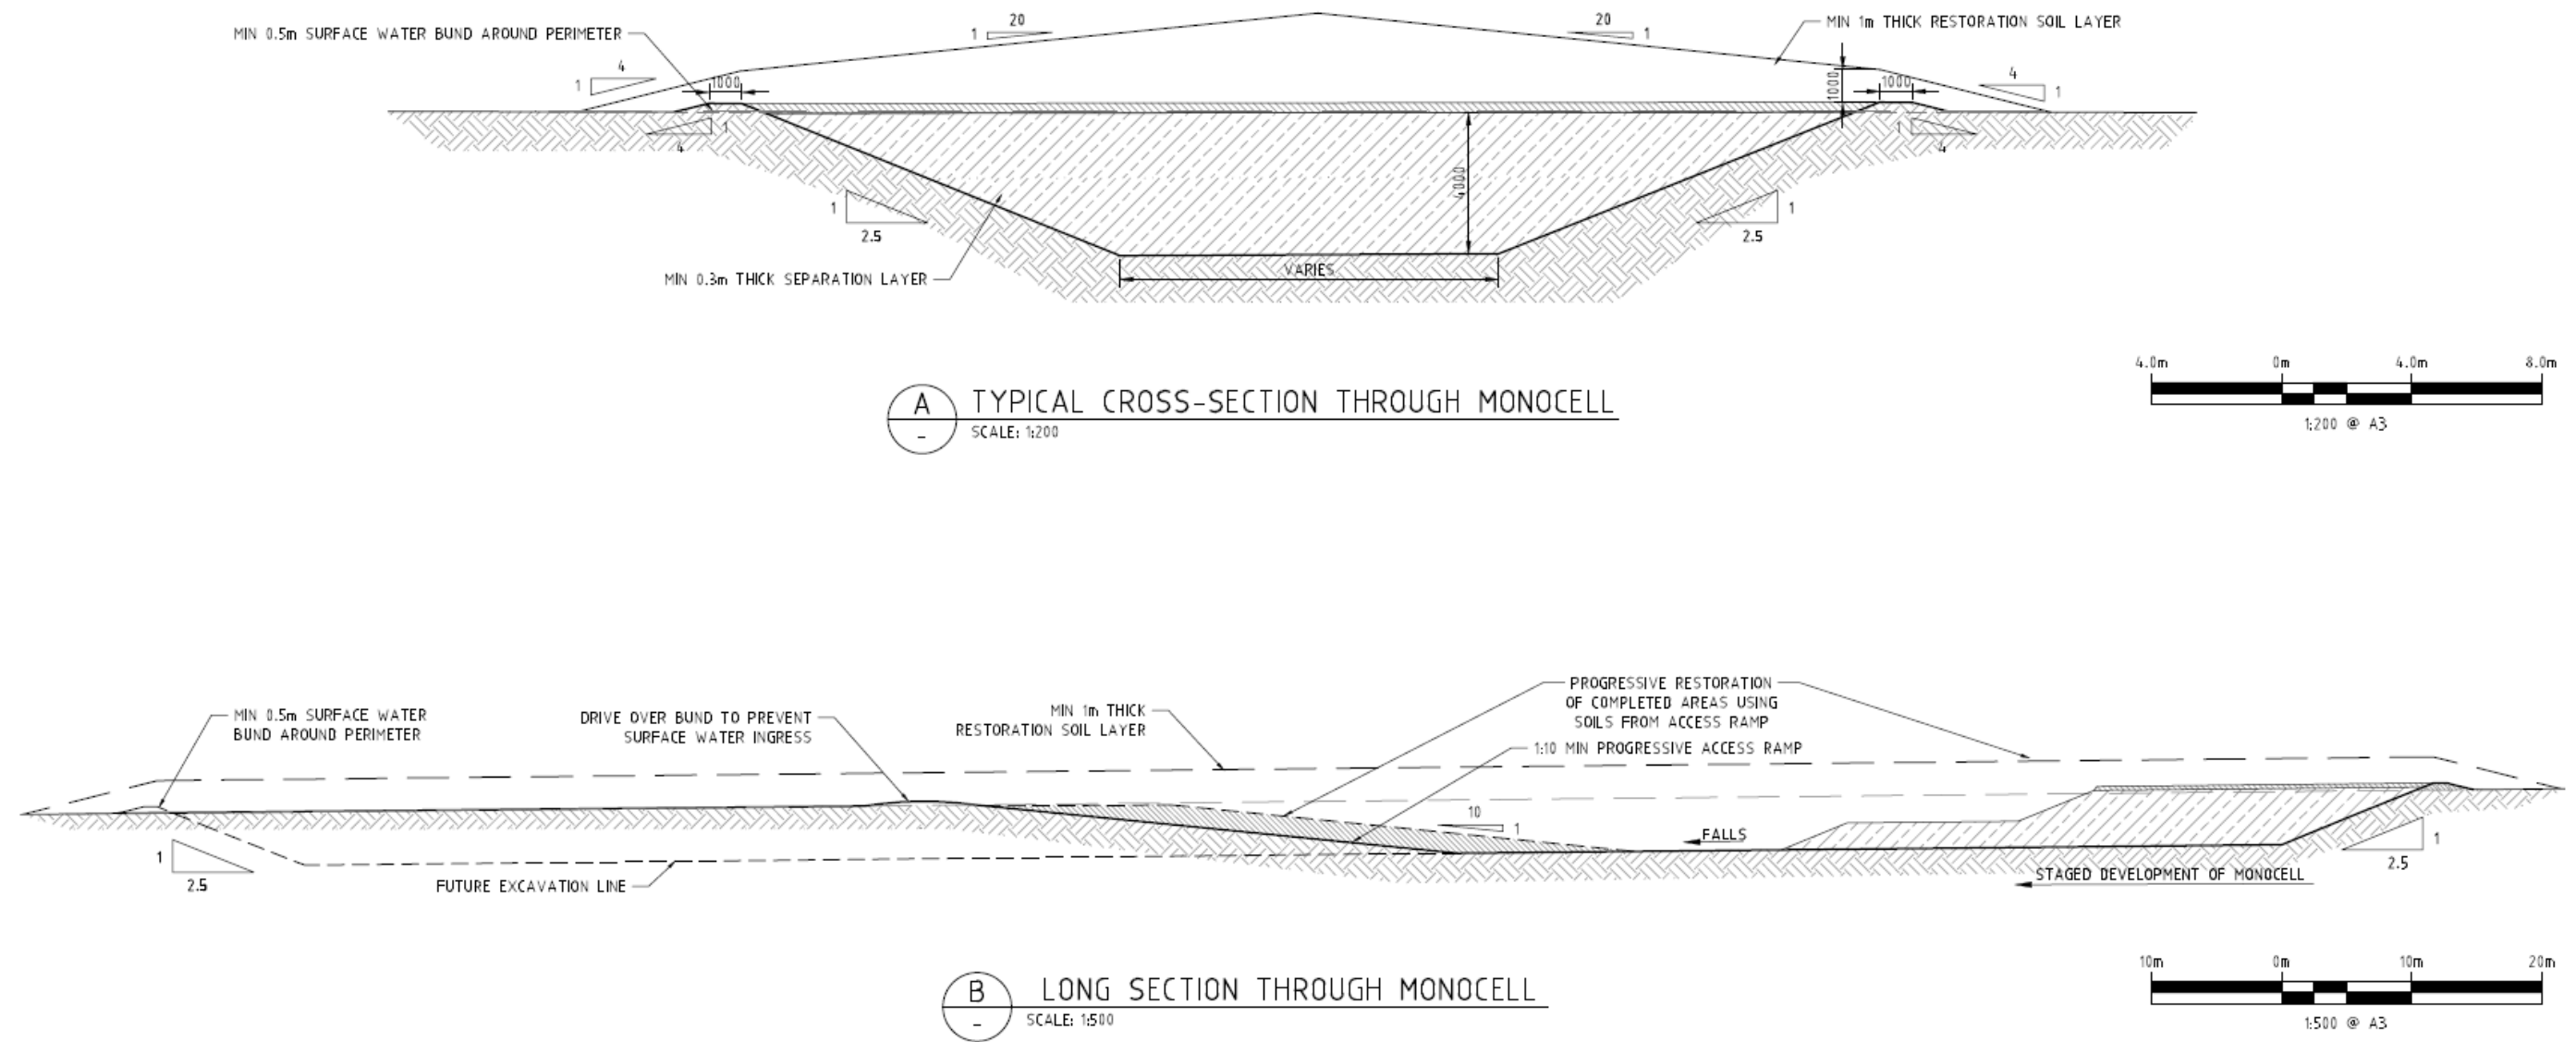 MIN 0.5m SURFACE WATER BUND AROUND PERIMETER
20
1
20
1
MIN 1m THICK RESTORATION SOIL LAYER
4
1
1000
1000
1000
4
1
1
4
1
4
4000
1
2.5
1
2.5
MIN 0.3m THICK SEPARATION LAYER
VARIES
A
-
TYPICAL CROSS-SECTION THROUGH MONOCELL
SCALE: 1:200
4.0m 0m 4.0m 8.0m
1:200 @ A3
MIN 0.5m SURFACE WATER
BUND AROUND PERIMETER
DRIVE OVER BUND TO PREVENT
SURFACE WATER INGRESS
MIN 1m THICK
RESTORATION SOIL LAYER
PROGRESSIVE RESTORATION
OF COMPLETED AREAS USING
SOILS FROM ACCESS RAMP
1:10 MIN PROGRESSIVE ACCESS RAMP
10
1
FALLS
1
2.5
FUTURE EXCAVATION LINE
1
2.5
STAGED DEVELOPMENT OF MONOCELL
B
-
LONG SECTION THROUGH MONOCELL
SCALE: 1:500
10m 0m 10m 20m
1:500 @ A3